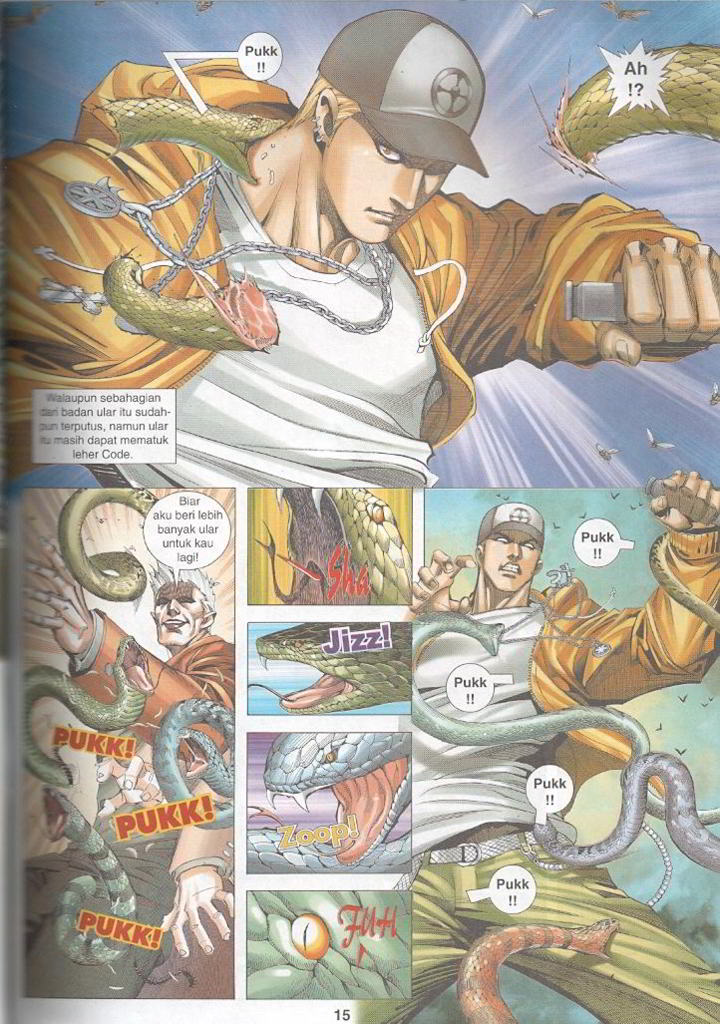 Pukk
!!
Ah
!?
Walaupun sebahagian
dari badan ular itu sudah-
pun terputus, namun ular
itu masih dapat mematuk
leher Code.
Biar
aku beri lebih
banyak ular
untuk kau
lagi!
PUKK!
PUKK!
PUKK!
Sha
Jizz!
Zoop!
FUH
Pukk
!!
Pukk
!!
Pukk
!!
Pukk
!!
D
15